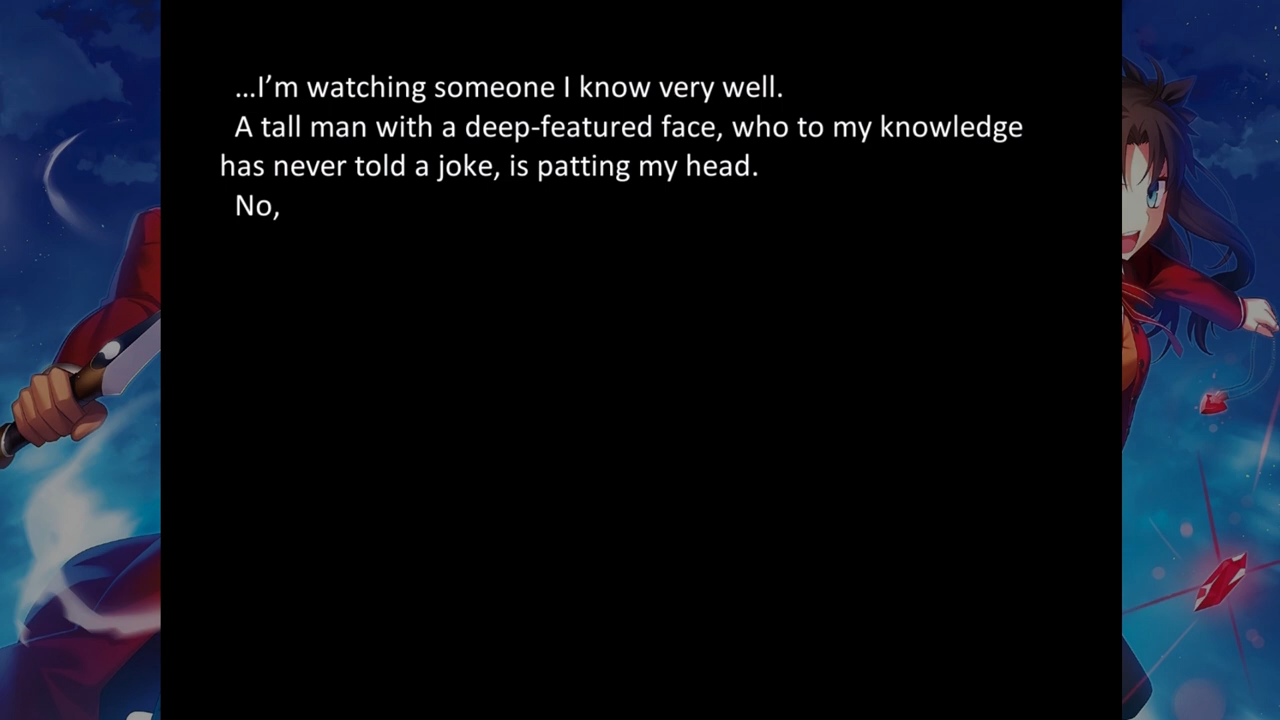 …I’m watching someone I know very well.
A tall man with a deep-featured face, who to my knowledge
has never told a joke, is patting my head.
No,